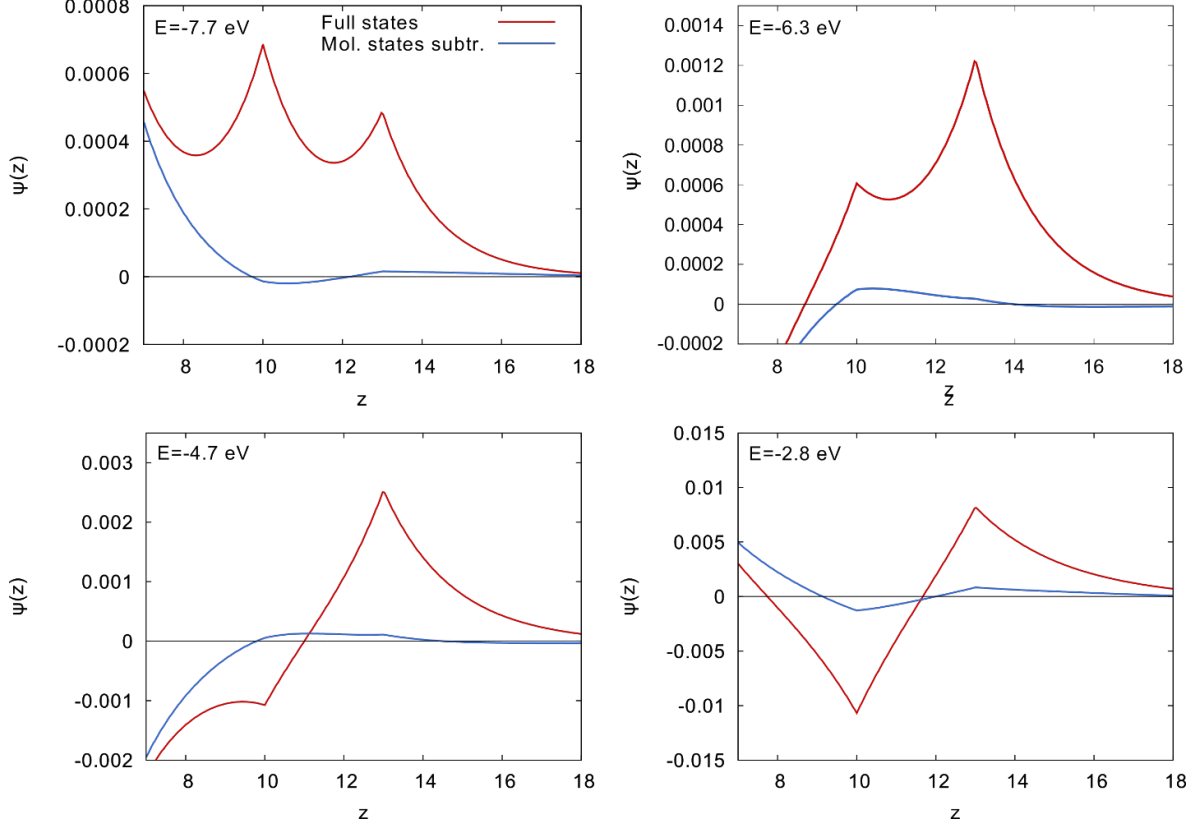 E=-7.7 eV
Full states
Mol. states subtr.
0.0008
0.0006
0.0004
0.0002
0
-0.0002
ψ(z)
8 10 12 14 16 18
z
E=-6.3 eV
0.0014
0.0012
0.001
0.0008
0.0006
0.0004
0.0002
0
-0.0002
ψ(z)
8 10 12 14 16 18
z
z
E=-4.7 eV
0.003
0.002
0.001
0
-0.001
-0.002
ψ(z)
8 10 12 14 16 18
z
E=-2.8 eV
0.015
0.01
0.005
0
-0.005
-0.01
-0.015
ψ(z)
8 10 12 14 16 18
z